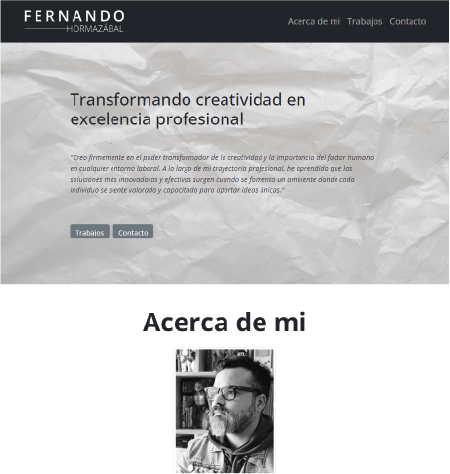 FERNANDO
HORMAZÁBAL
Acerca de mi Trabajos Contacto
Transformando creatividad en
excelencia profesional
"Creo firmemente en el poder transformador de la creatividad y la importancia del factor humano
en cualquier entorno laboral. A lo largo de mi trayectoria profesional, he aprendido que las
soluciones más innovadoras y efectivas surgen cuando se fomenta un ambiente donde cada
individuo se siente valorado y capacitado para aportar ideas únicas."
Trabajos Contacto
Acerca de mi